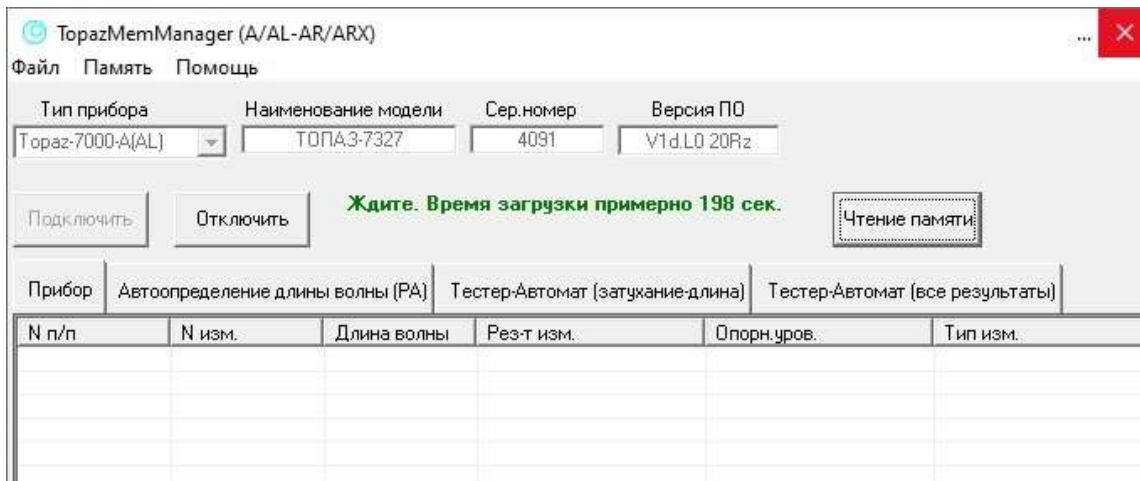 TopazMemManager (A/AL-AR/ARX)
Файл Память Помощь
Тип прибора Наименование модели Сер.номер Версия ПО
Topaz-7000-A(AL) ТОПАЗ-7327 4091 V1d.L0 20Rz
Подключить Отключить Ждите. Время загрузки примерно 198 сек. Чтение памяти
Прибор Автоопределение длины волны (РА) Тестер-Автомат (затухание-длина) Тестер-Автомат (все результаты)
N п/п N изм. Длина волны Рез-т изм. Опорн.уров. Тип изм.